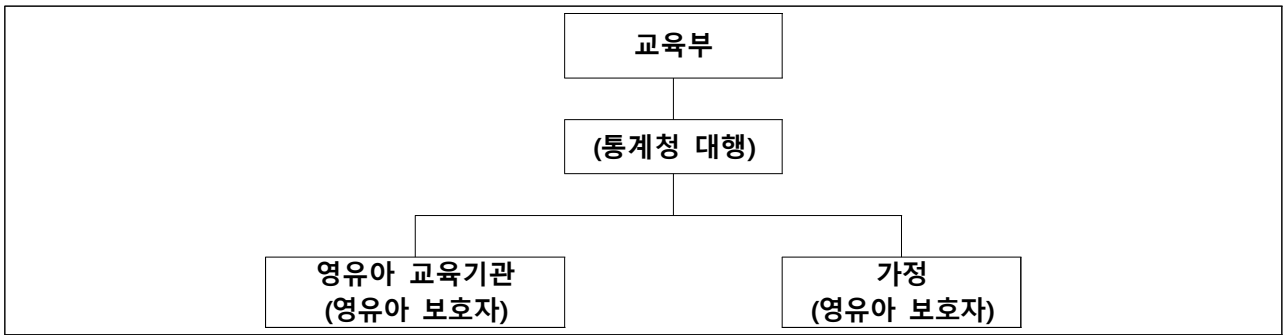 교육부
(통계청 대행)
영유아 교육기관
(영유아 보호자)
가정
(영유아 보호자)